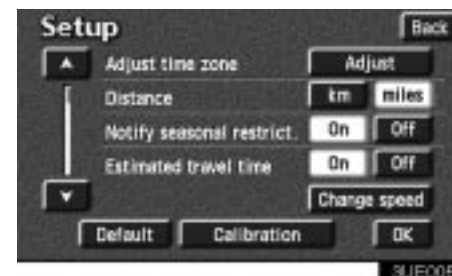 Setup Back
Adjust time zone Adjust
Distance km miles
Notify seasonal restrict. On Off
Estimated travel time On Off
Change speed
Default Calibration OK
3UE005